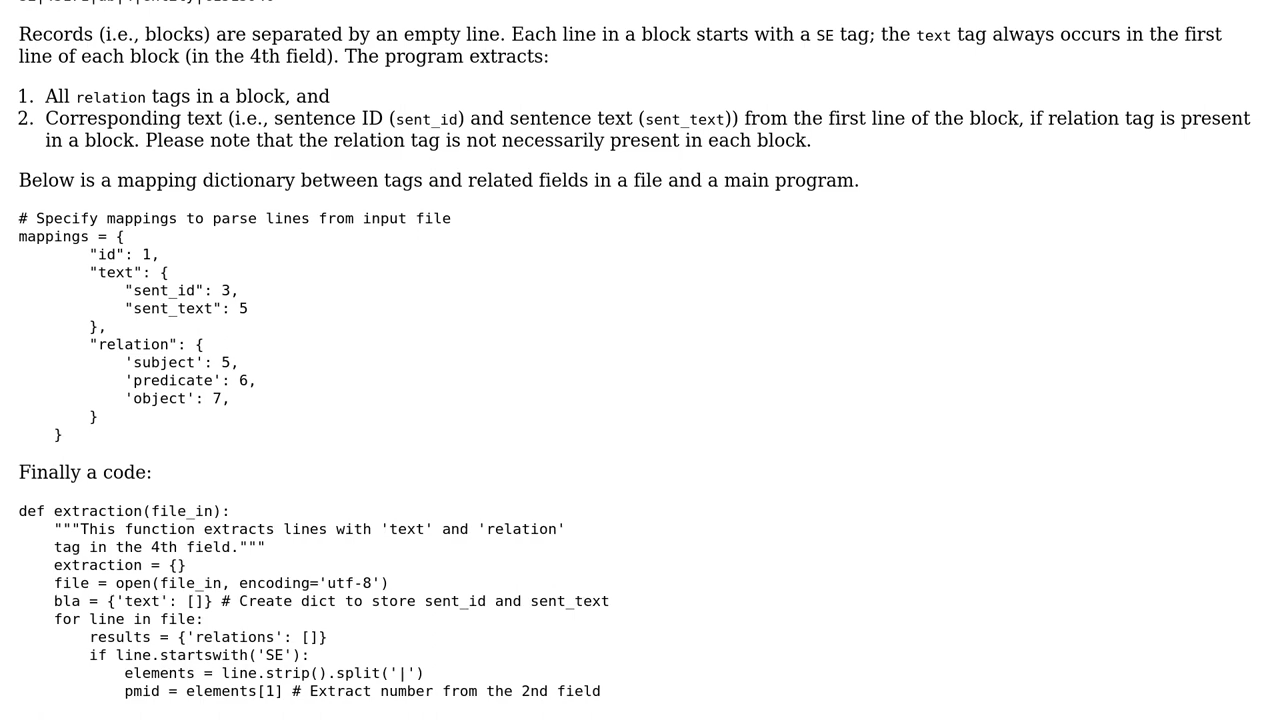 Records (i.e., blocks) are separated by an empty line. Each line in a block starts with a SE tag; the text tag always occurs in the first
line of each block (in the 4th field). The program extracts:
1. All relation tags in a block, and
2. Corresponding text (i.e., sentence ID (sent_id) and sentence text (sent_text)) from the first line of the block, if relation tag is present
in a block. Please note that the relation tag is not necessarily present in each block.
Below is a mapping dictionary between tags and related fields in a file and a main program.
# Specify mappings to parse lines from input file
mappings = {
        "id": 1,
        "text": {
            "sent_id": 3,
            "sent_text": 5
        },
        "relation": {
            'subject': 5,
            'predicate': 6,
            'object': 7,
        }
    }
Finally a code:
def extraction(file_in):
    """This function extracts lines with 'text' and 'relation'
    tag in the 4th field."""
    extraction = {}
    file = open(file_in, encoding='utf-8')
    bla = {'text': []} # Create dict to store sent_id and sent_text
    for line in file:
        results = {'relations': []}
        if line.startswith('SE'):
            elements = line.strip().split('|')
            pmid = elements[1] # Extract number from the 2nd field